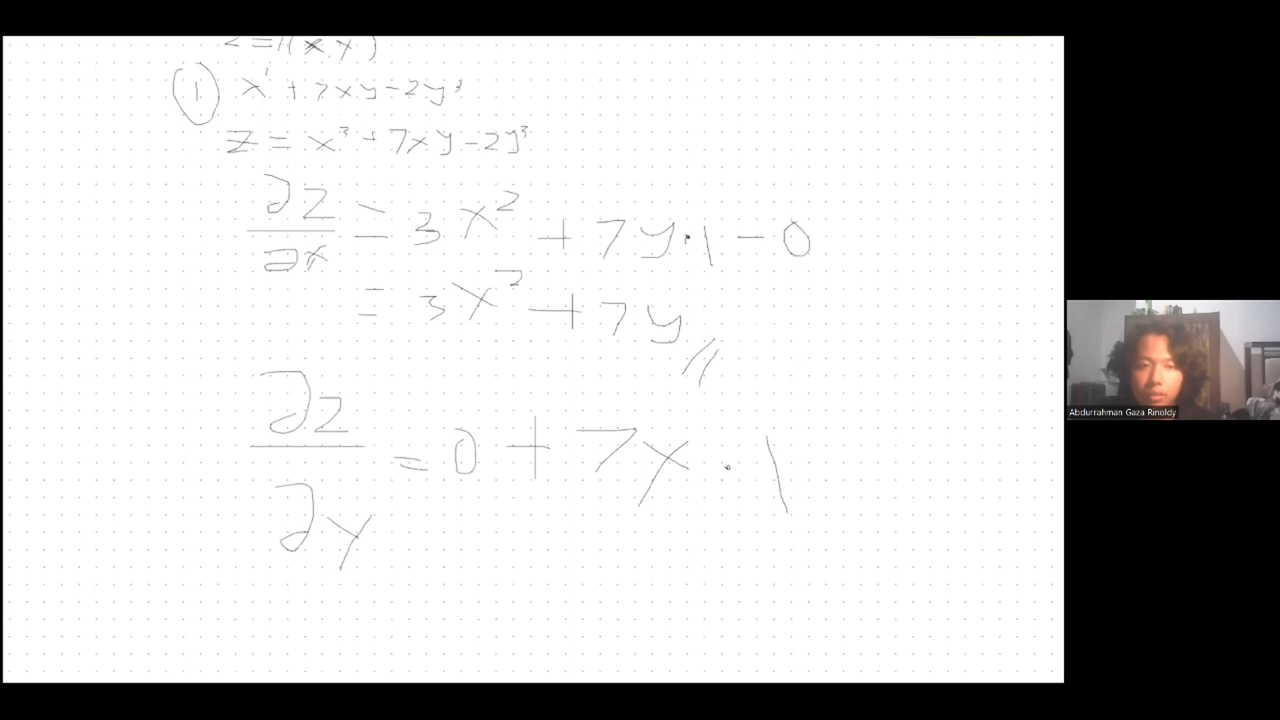 z = f(x, y)
① x³ + 7xy - 2y³
z = x³ + 7xy - 2y³
∂z/∂x = 3x² + 7y·1 - 0
= 3x² + 7y //
∂z/∂y = 0 + 7x · 1
Abdurrahman Gaza Rinoldy